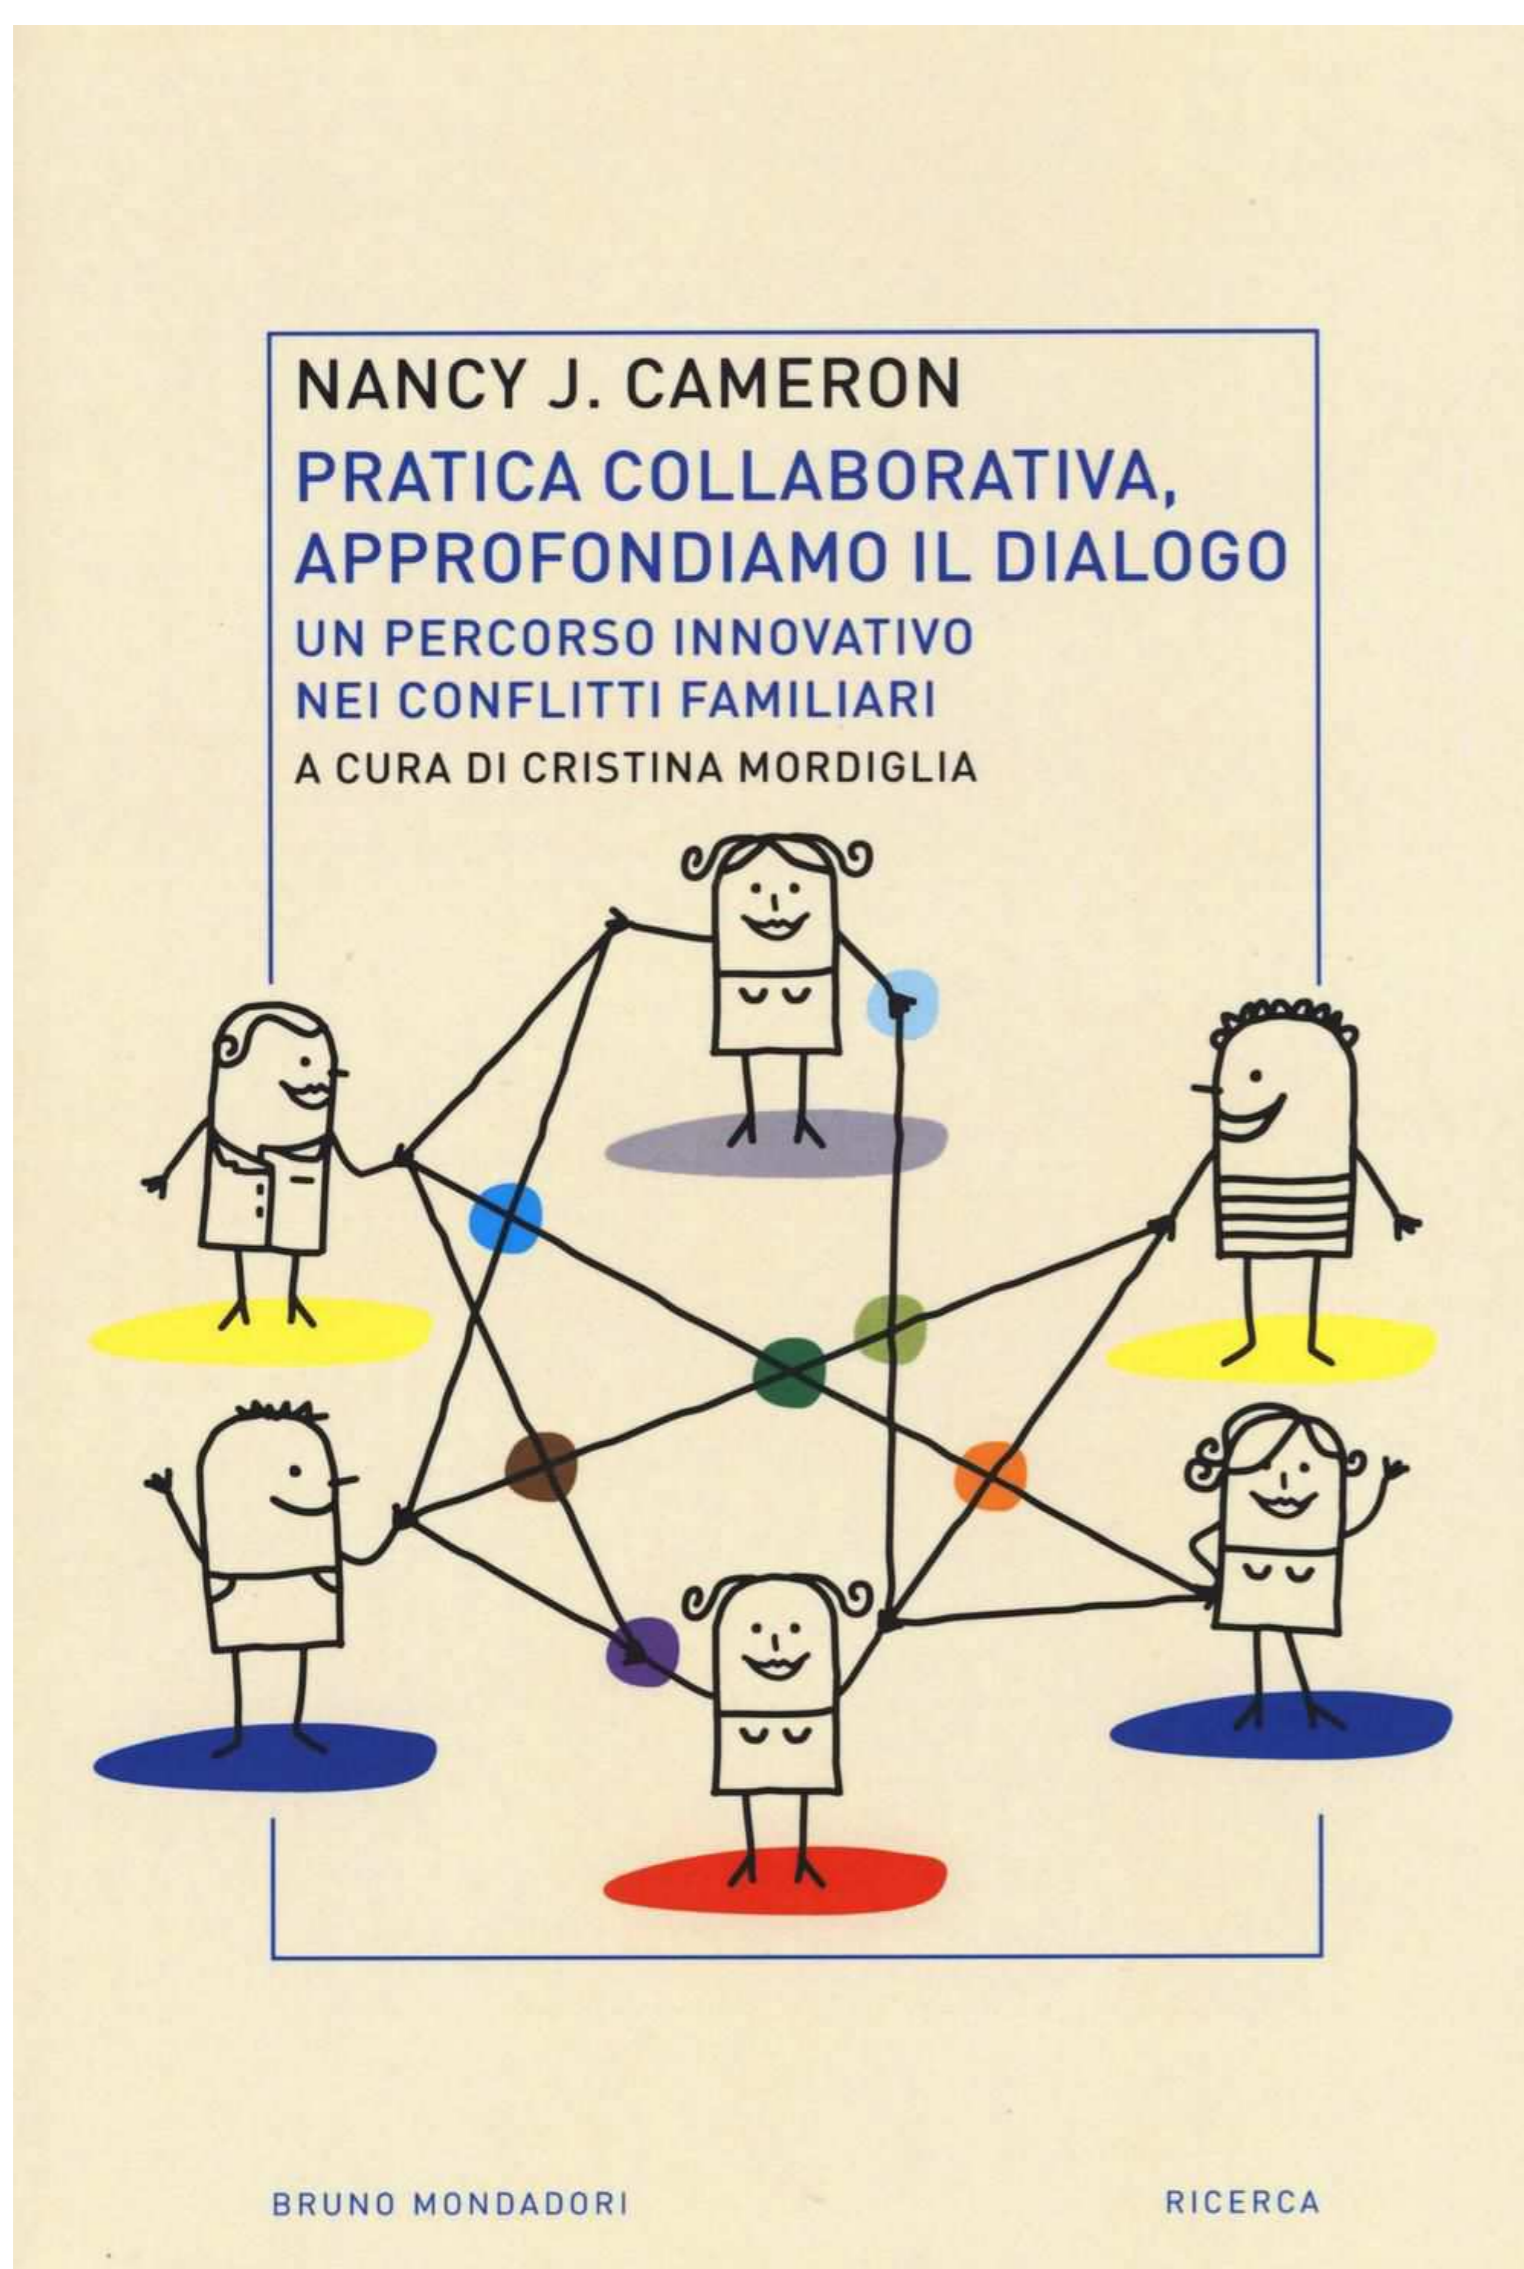 NANCY J. CAMERON
PRATICA COLLABORATIVA,
APPROFONDIAMO IL DIALOGO
UN PERCORSO INNOVATIVO
NEI CONFLITTI FAMILIARI
A CURA DI CRISTINA MORDIGLIA
BRUNO MONDADORI
RICERCA